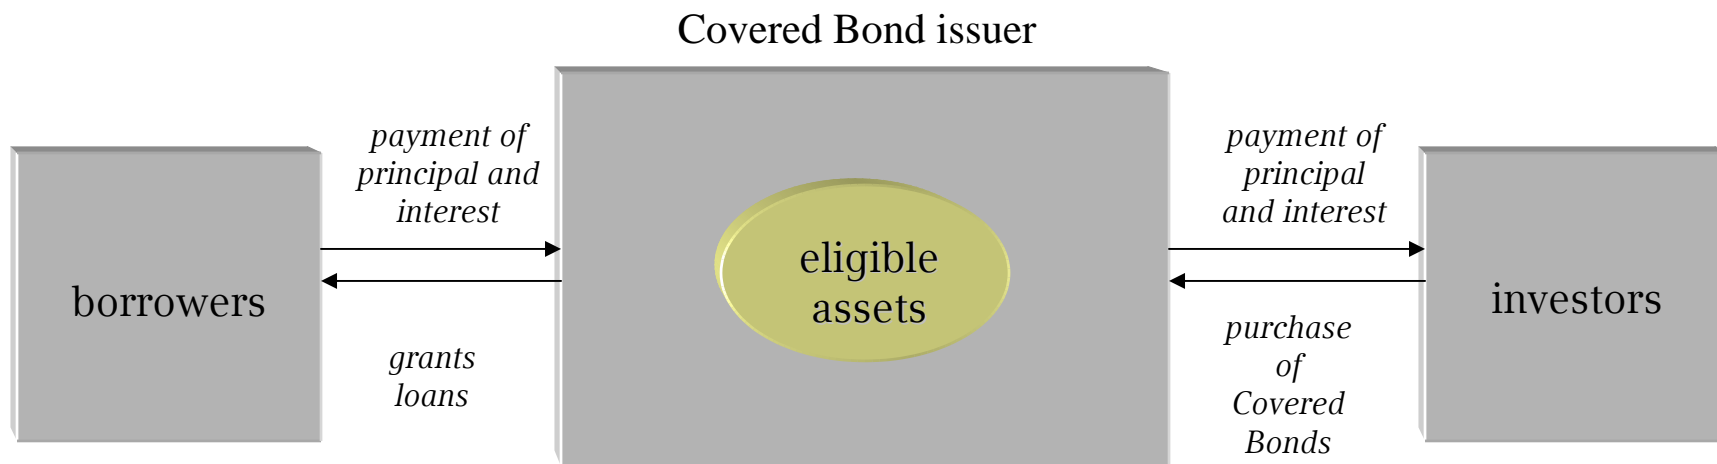 Covered Bond issuer
payment of
principal and
interest
payment of
principal
and interest
eligible
assets
borrowers
investors
grants
loans
purchase
of
Covered
Bonds